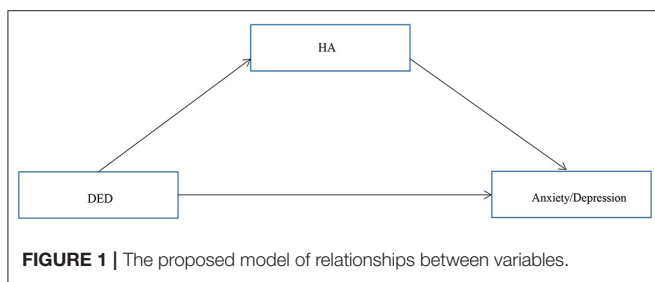 HA
DED
Anxiety/Depression
FIGURE 1 | The proposed model of relationships between variables.